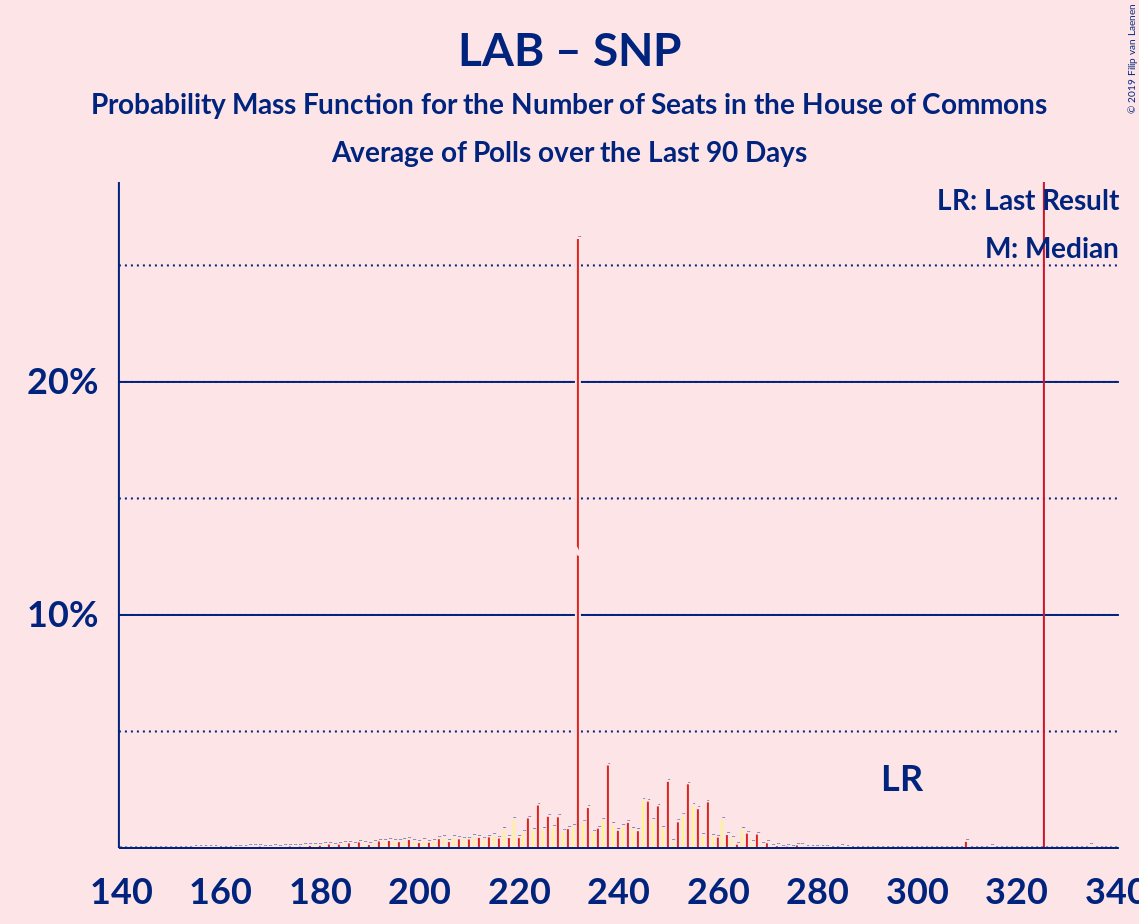 LAB – SNP
Probability Mass Function for the Number of Seats in the House of Commons
Average of Polls over the Last 90 Days
© 2019 Filip van Laenen
LR: Last Result
M: Median
20%
10%
LR
140 160 180 200 220 240 260 280 300 320 340